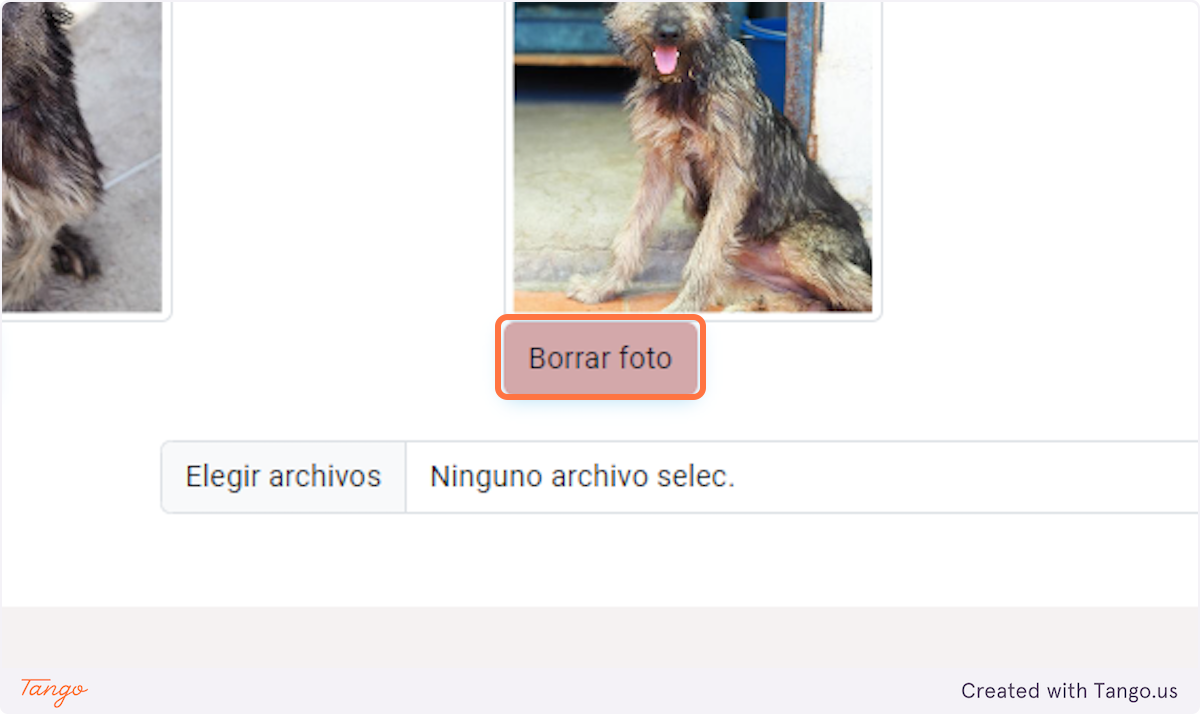 Borrar foto
Elegir archivos
Ninguno archivo selec.
Tango
Created with Tango.us